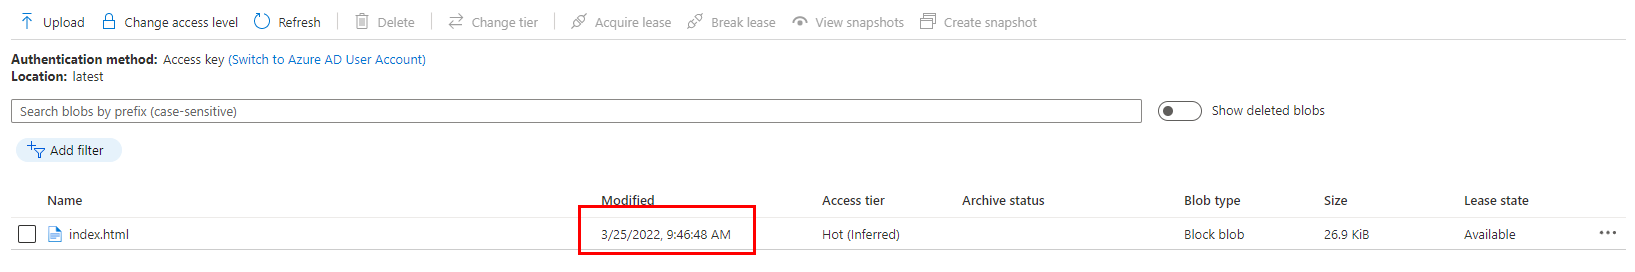 Upload Change access level Refresh Delete Change tier Acquire lease Break lease View snapshots Create snapshot
Authentication method: Access key (Switch to Azure AD User Account)
Location: latest
Search blobs by prefix (case-sensitive) Show deleted blobs
Add filter
Name Modified Access tier Archive status Blob type Size Lease state
index.html 3/25/2022, 9:46:48 AM Hot (Inferred) Block blob 26.9 KiB Available